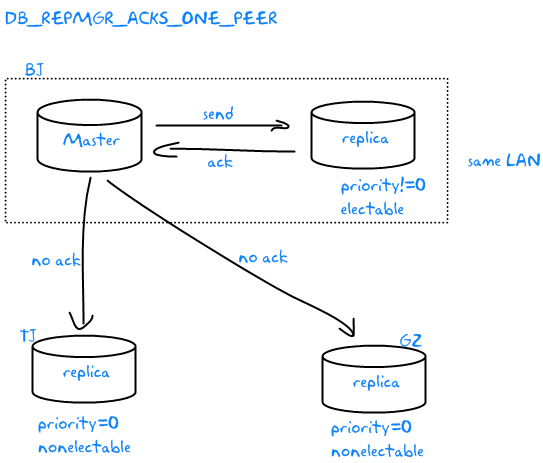 DB_REPMGR_ACKS_ONE_PEER
BJ
send
Master
replica
ack
same LAN
priority!=0
electable
no ack
no ack
TJ
GZ
replica
replica
priority=0
nonelectable
priority=0
nonelectable